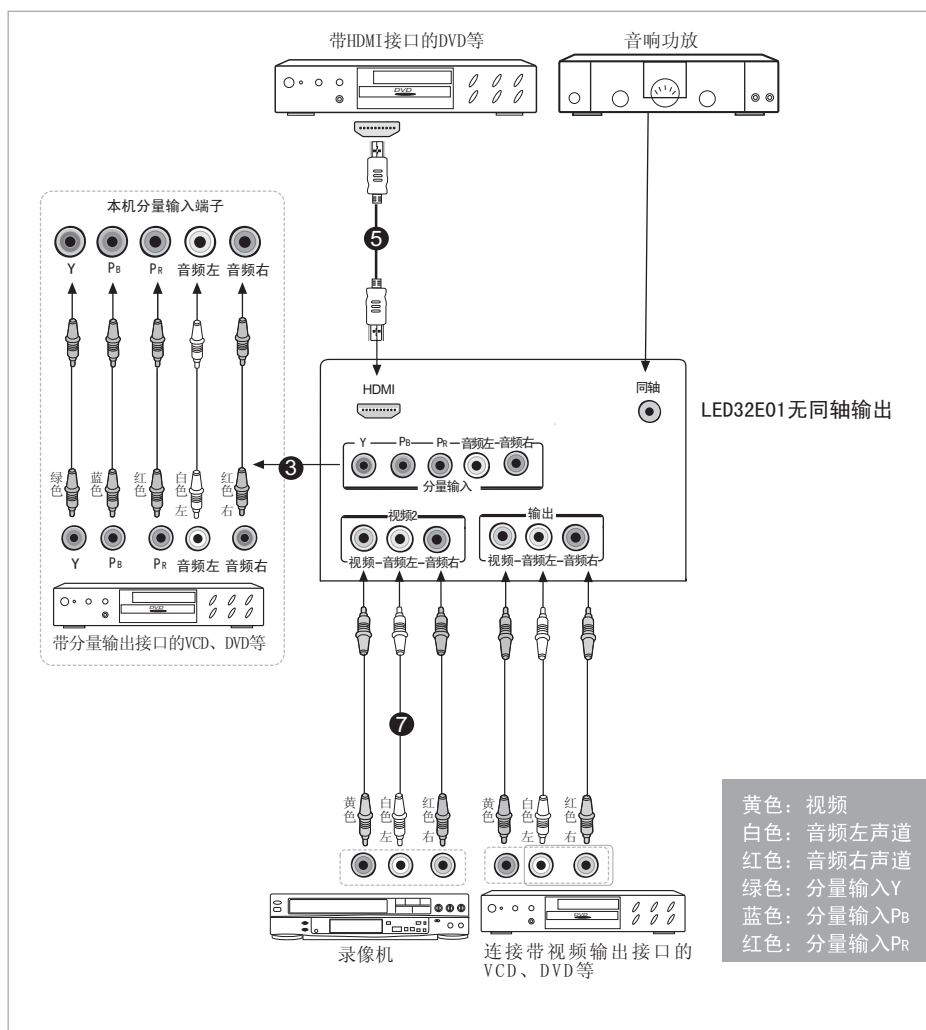 带HDMI接口的DVD等
音响功放
DVD
本机分量输入端子
Y PB PR 音频左 音频右
5
HDMI
同轴
LED32E01无同轴输出
Y PB PR 音频左 音频右
分量输入
3
绿色 蓝色 红色 白色 左 红色 右
视频2
输出
视频 音频左 音频右
视频 音频左 音频右
Y PB PR 音频左 音频右
DVD
带分量输出接口的VCD、DVD等
7
黄色 白色 左 红色 右
黄色 白色 左 红色 右
黄色：视频
白色：音频左声道
红色：音频右声道
绿色：分量输入Y
蓝色：分量输入PB
红色：分量输入PR
DVD
录像机
连接带视频输出接口的
VCD、DVD等